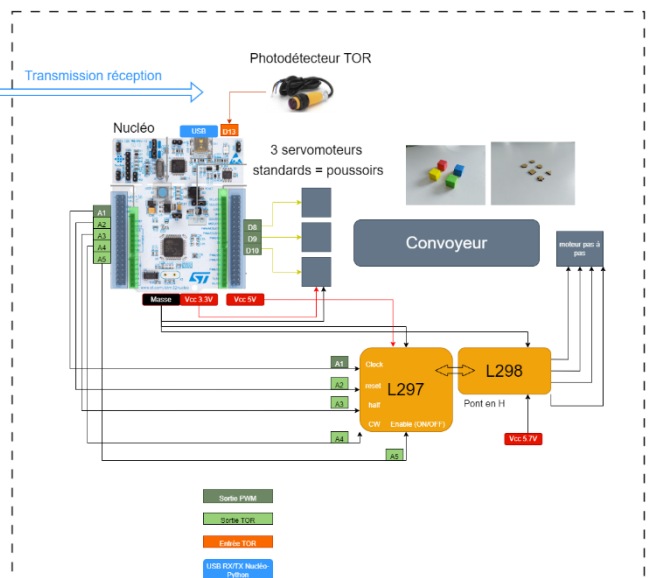 Photodétecteur TOR
Transmission réception
Nucléo
USB
D13
3 servomoteurs
standards = poussoirs
A1
A2
A3
A4
A5
D8
D9
D10
Convoyeur
moteur pas à
pas
ST
Masse
Vcc 3.3V
Vcc 5V
A1
Clock
A2
reset
L297
L298
A3
half
Pont en H
CW
Enable (ON/OFF)
A4
Vcc 5.7V
A5
Sortie PWM
Sortie TOR
Entrée TOR
USB RX/TX Nucléo-
Python